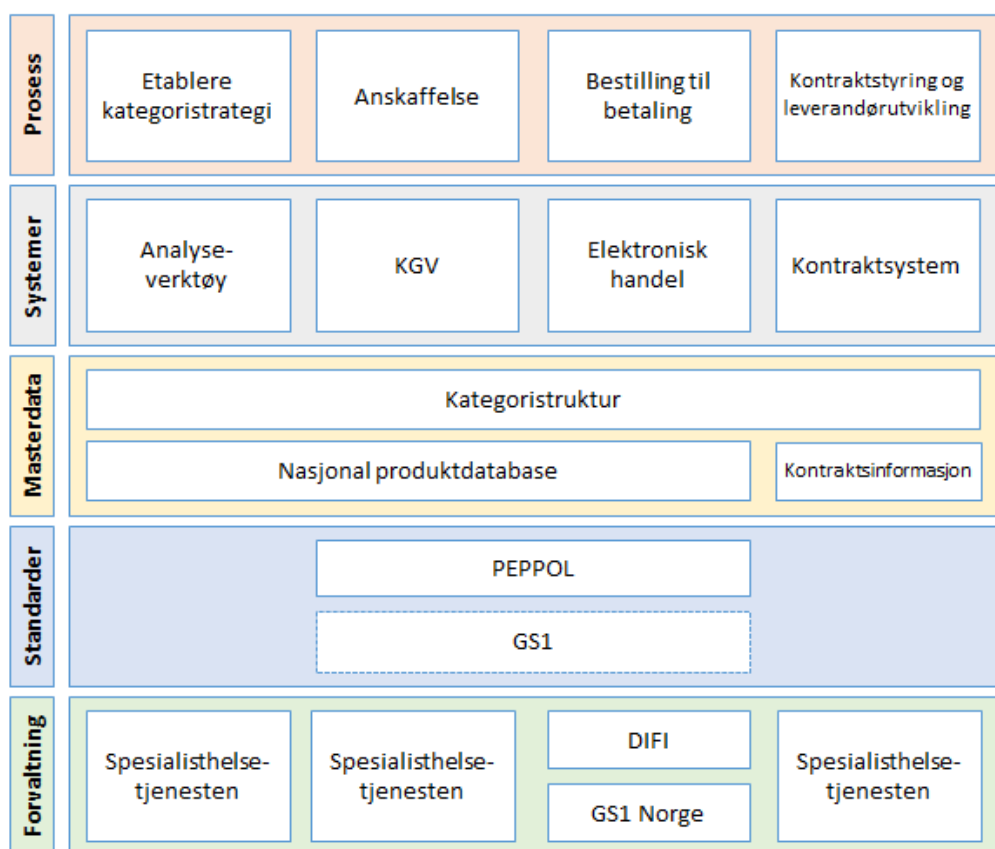 Prosess
Etablere
kategoristrategi
Anskaffelse
Bestilling til
betaling
Kontraktstyring og
leverandørutvikling
Systemer
Analyse-
verktøy
KGV
Elektronisk
handel
Kontraktsystem
Masterdata
Kategoristruktur
Nasjonal produktdatabase
Kontraktsinformasjon
Standarder
PEPPOL
GS1
Forvaltning
Spesialisthelse-
tjenesten
Spesialisthelse-
tjenesten
DIFI
GS1 Norge
Spesialisthelse-
tjenesten